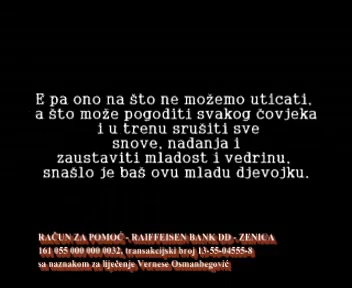 E pa ono na što ne možemo uticati,
a što može pogoditi svakog čovjeka
i u trenu srušiti sve
snove, nadanja i
zaustaviti mladost i vedrinu,
snašlo je baš ovu mladu djevojku.
RAČUN ZA POMOĆ - RAIFFEISEN BANK DD - ZENICA
161 055 000 000 0032, transakcijski broj 13-55-04555-8
sa naznakom za liječenje Vernese Osmanbegović